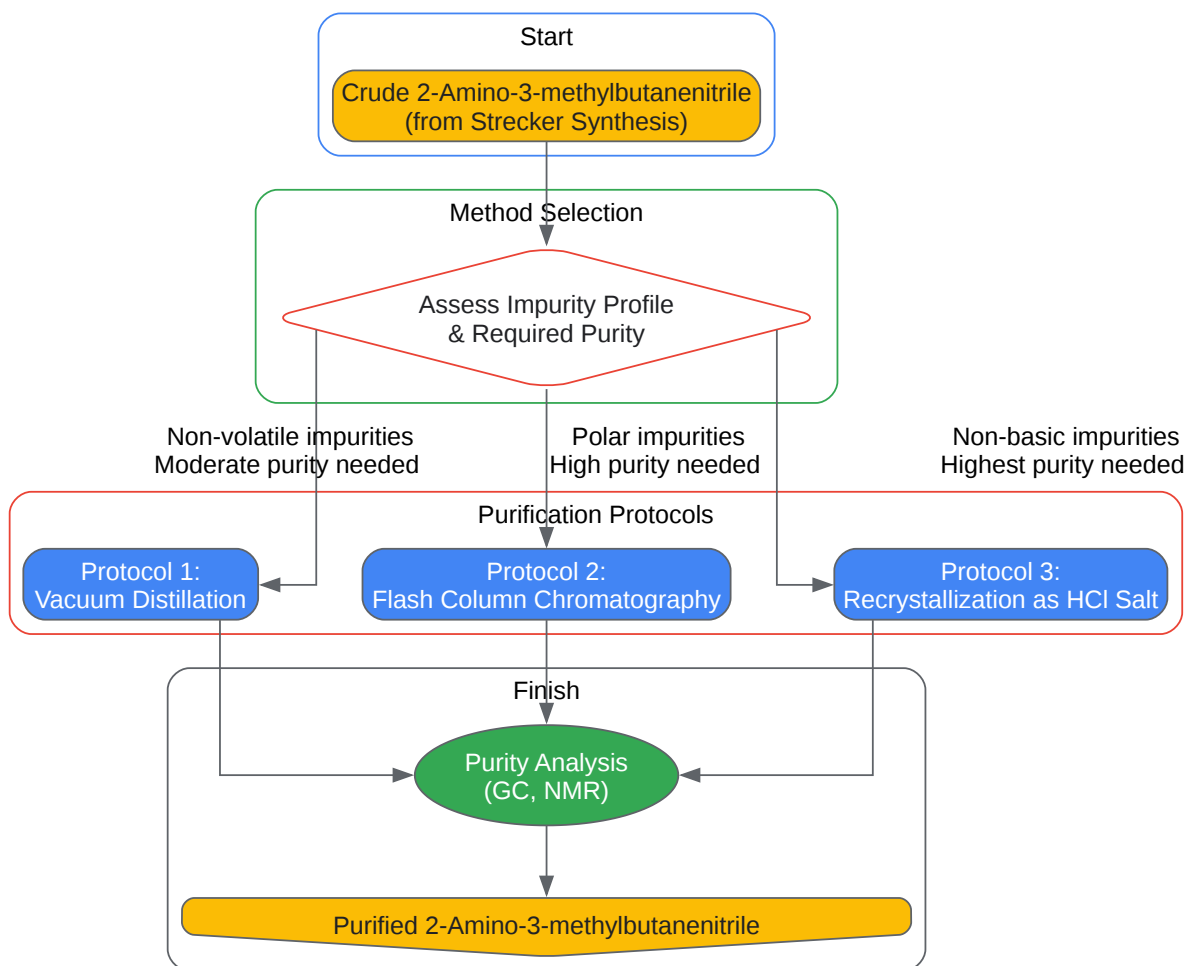 Start
Crude 2-Amino-3-methylbutanenitrile
(from Strecker Synthesis)
Method Selection
Assess Impurity Profile
& Required Purity
Non-volatile impurities
Moderate purity needed
Polar impurities
High purity needed
Non-basic impurities
Highest purity needed
Purification Protocols
Protocol 1:
Vacuum Distillation
Protocol 2:
Flash Column Chromatography
Protocol 3:
Recrystallization as HCl Salt
Finish
Purity Analysis
(GC, NMR)
Purified 2-Amino-3-methylbutanenitrile